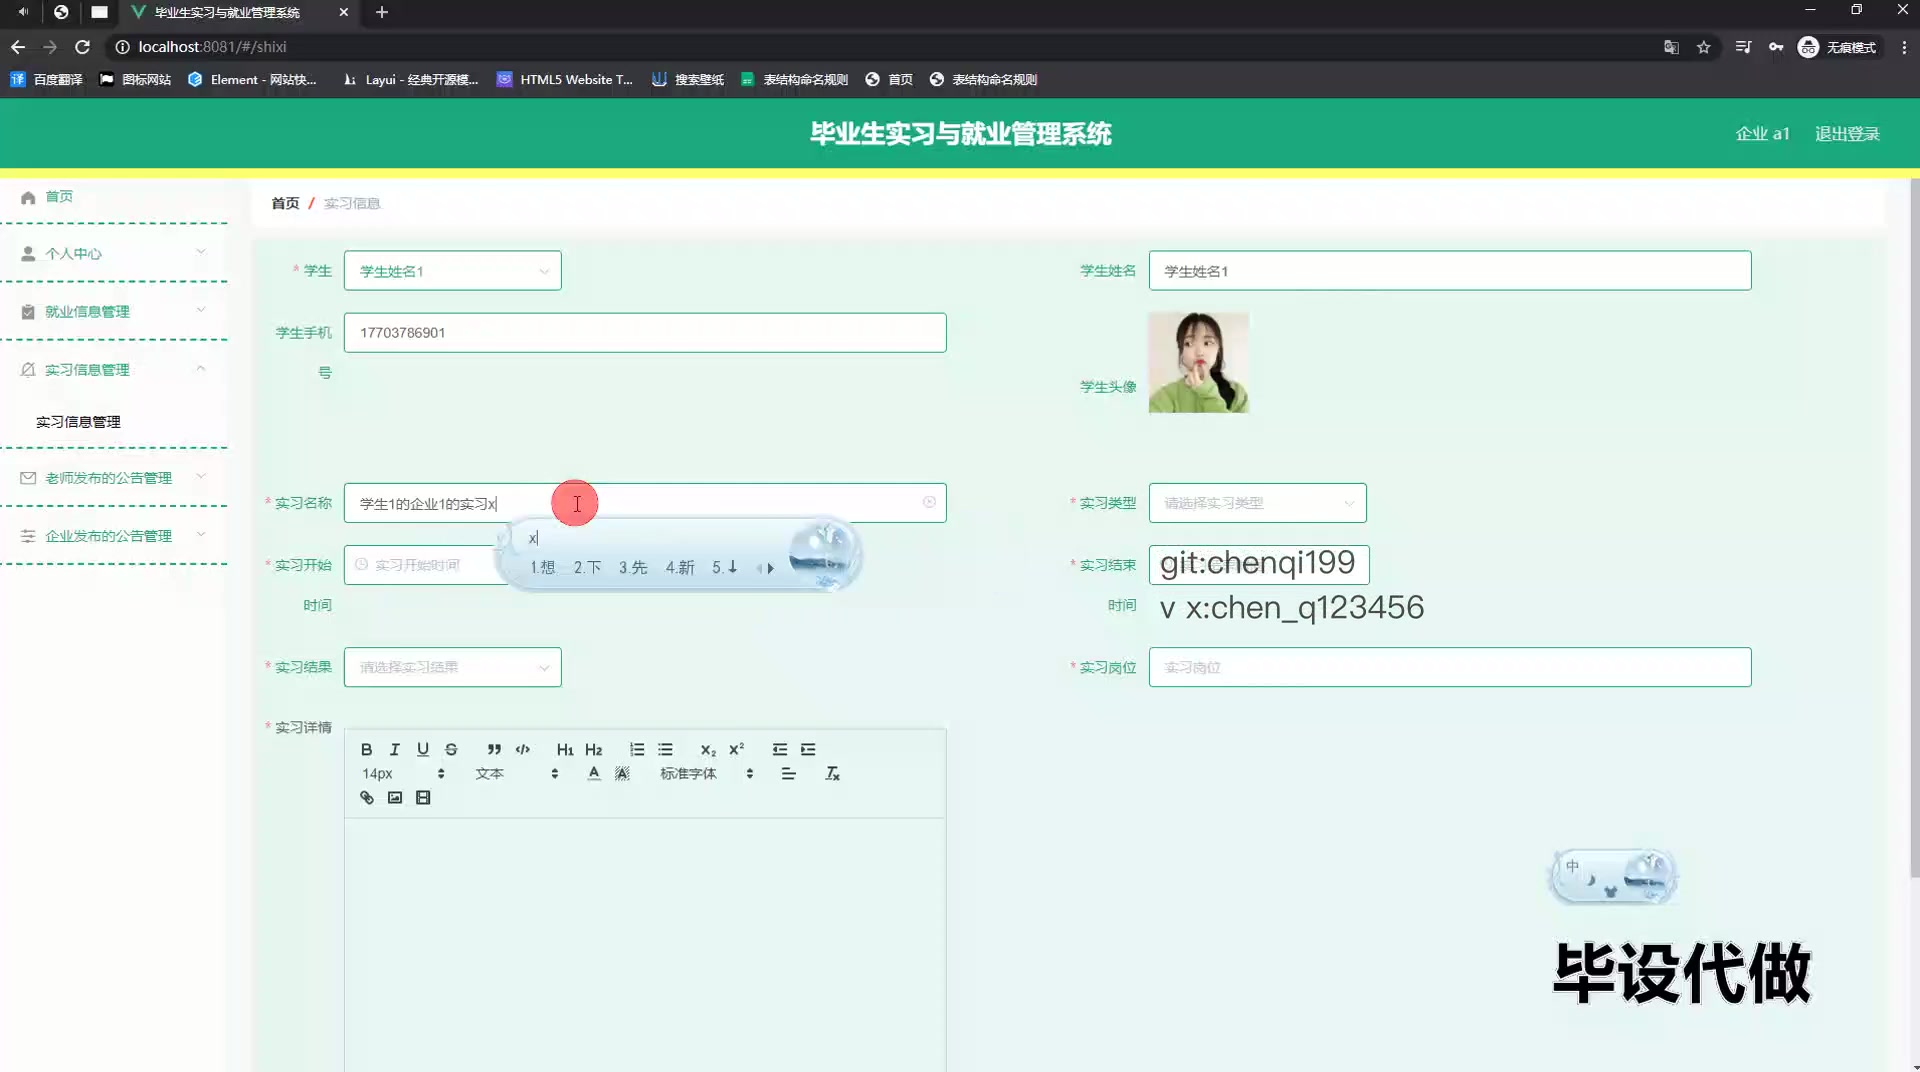 毕业生实习与就业管理系统
localhost:8081/#/shixi
无痕模式
百度翻译
图标网站
Element - 网站快...
Layui - 经典开源模...
HTML5 Website T...
搜索壁纸
表结构命名规则
首页
表结构命名规则
毕业生实习与就业管理系统
企业 a1
退出登录
首页
个人中心
就业信息管理
实习信息管理
实习信息管理
老师发布的公告管理
企业发布的公告管理
首页 / 实习信息
* 学生
学生姓名1
学生姓名
学生姓名1
学生手机号
17703786901
学生头像
* 实习名称
学生1的企业1的实习x
* 实习类型
请选择实习类型
x
1.想 2.下 3.先 4.新 5.↓
* 实习开始时间
实习开始时间
* 实习结束时间
git:chenqi199
v x:chen_q123456
* 实习结果
请选择实习结果
* 实习岗位
实习岗位
* 实习详情
B I U S H1 H2 X2 X2
14px 文本 A A 标准字体
中
毕设代做